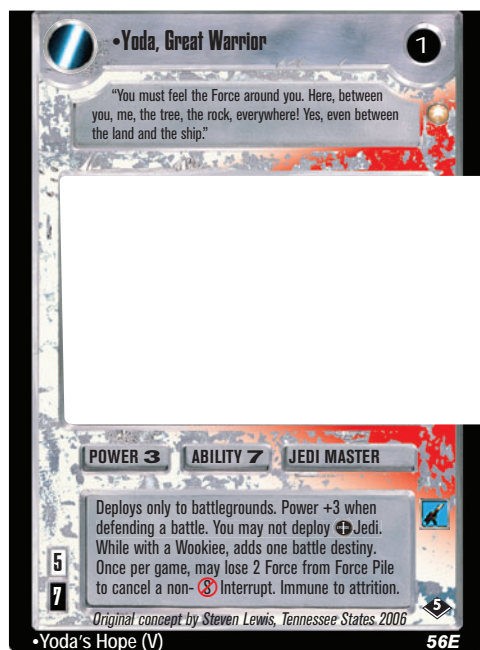 •Yoda, Great Warrior
1
“You must feel the Force around you. Here, between
you, me, the tree, the rock, everywhere! Yes, even between
the land and the ship.”
POWER 3 ABILITY 7 JEDI MASTER
Deploys only to battlegrounds. Power +3 when
defending a battle. You may not deploy Jedi.
While with a Wookiee, adds one battle destiny.
Once per game, may lose 2 Force from Force Pile
to cancel a non- S Interrupt. Immune to attrition.
5
7
Original concept by Steven Lewis, Tennessee States 2006
5
•Yoda’s Hope (V) 56E